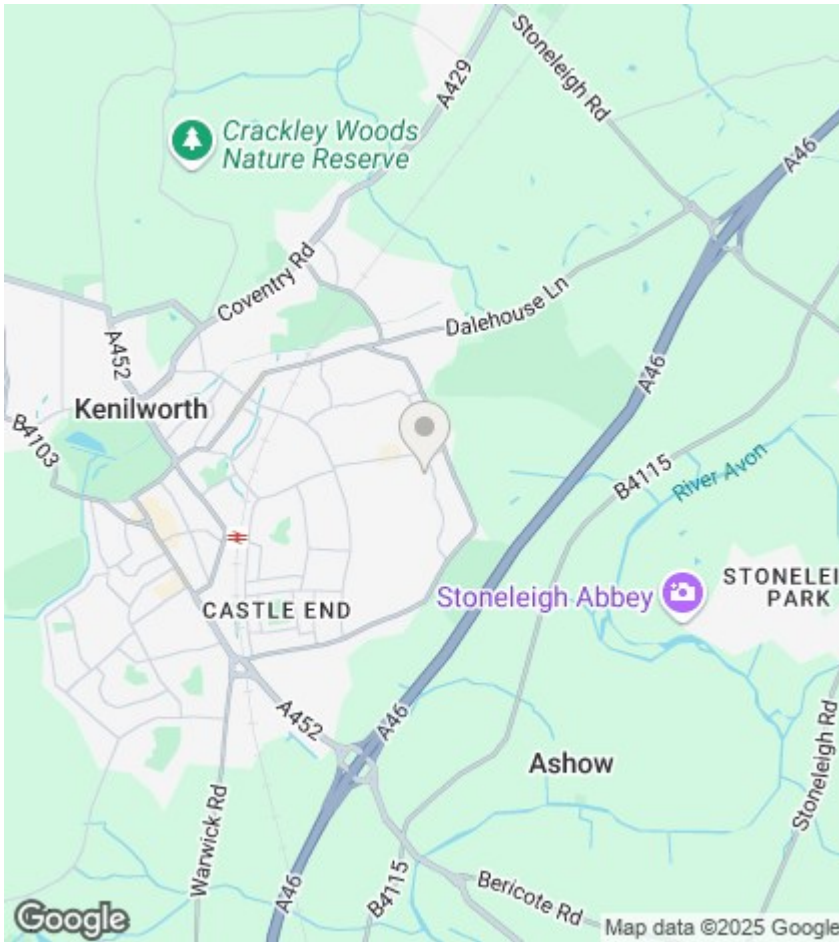 Stoneleigh Rd
A429
A46
Crackley Woods
Nature Reserve
Coventry Rd
Dalehouse Ln
A452
A46
Kenilworth
B4103
B4115
River Avon
STONELEI
PARK
Stoneleigh Abbey
CASTLE END
A452
A46
Ashow
Stoneleigh Rd
Warwick Rd
A46
B4115
Bericote Rd
Google
Map data ©2025 Google